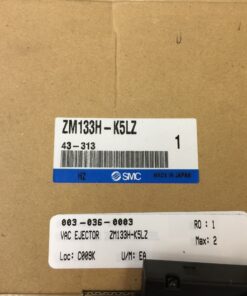 ZM133H-K5LZ
43-313
1
HZ
SMC
MADE IN JAPAN
003-036-0003
RO : 1
VAC EJECTOR ZM133H-K5LZ
Max: 2
Loc: C009K
U/M: EA